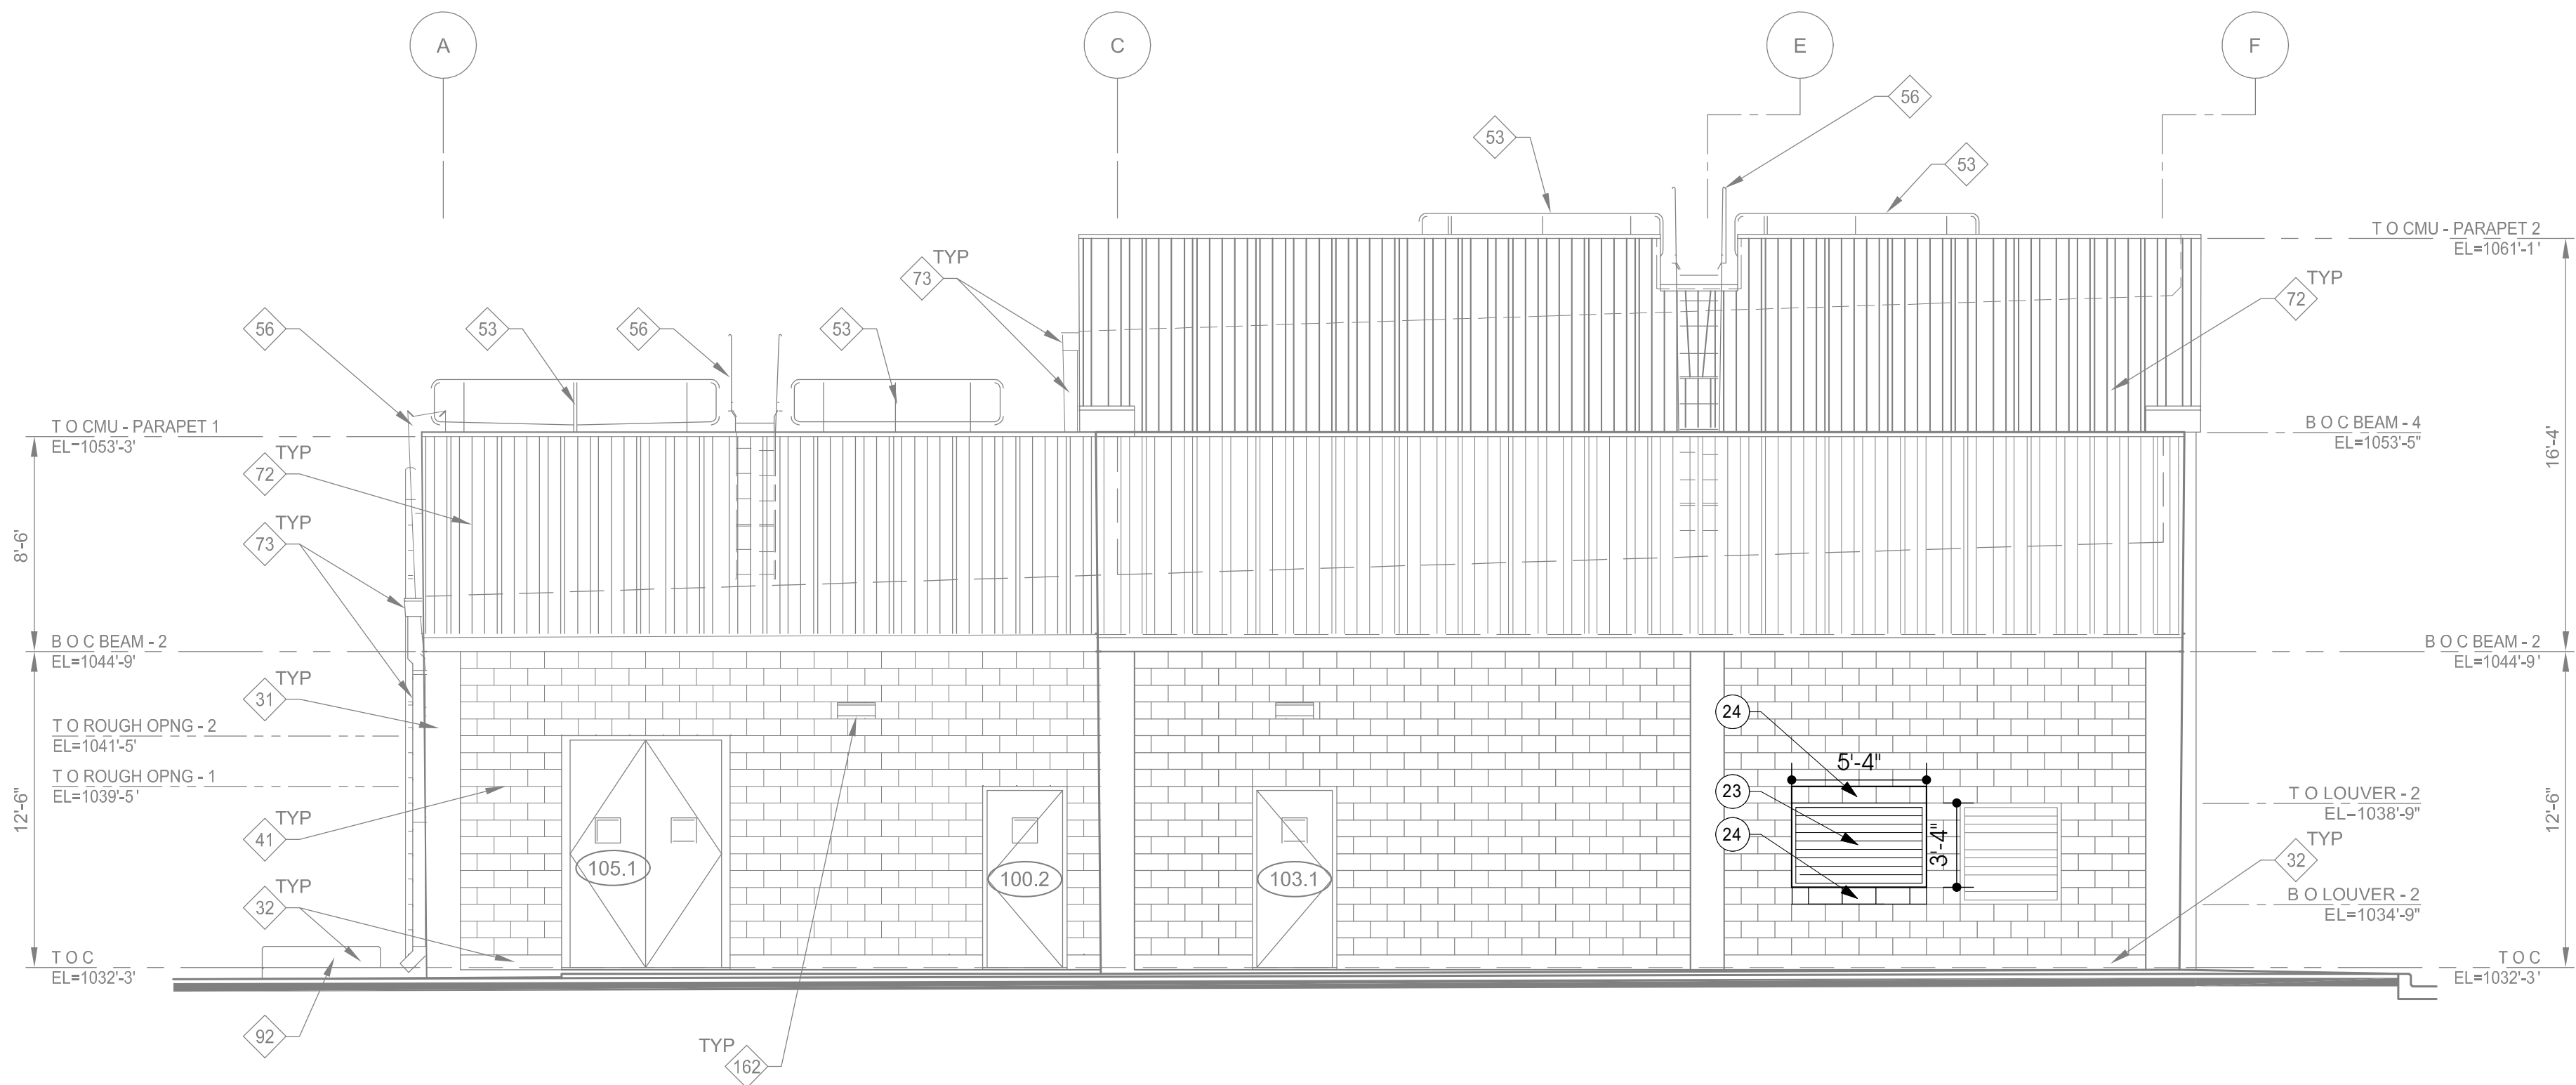 A
C
E
F
56
53
53
T O CMU - PARAPET 2
EL=1061'-1'
TYP
73
TYP
72
56
53
56
53
T O CMU - PARAPET 1
EL=1053'-3'
B O C BEAM - 4
EL=1053'-5"
16'-4'
TYP
72
TYP
73
8'-6'
B O C BEAM - 2
EL=1044'-9'
B O C BEAM - 2
EL=1044'-9'
TYP
31
24
T O ROUGH OPNG - 2
EL=1041'-5'
5'-4"
T O ROUGH OPNG - 1
EL=1039'-5'
23
T O LOUVER - 2
EL-1038'-9"
12'-6"
12'-6"
TYP
41
24
3'-4"
TYP
32
105.1
100.2
103.1
TYP
32
B O LOUVER - 2
EL=1034'-9"
T O C
EL=1032'-3'
T O C
EL=1032'-3'
92
TYP
162